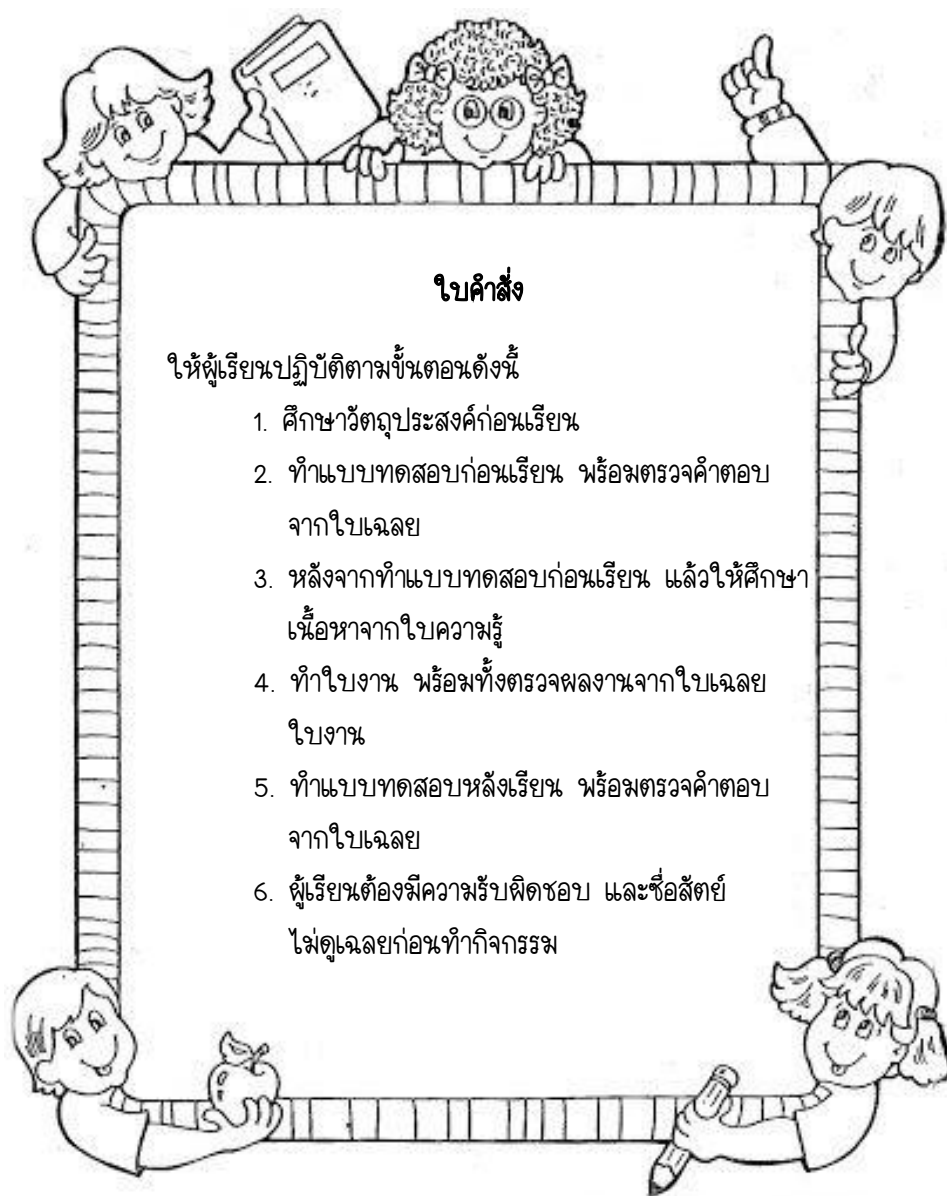 ใบคำสั่ง
ให้ผู้เรียนปฏิบัติตามขั้นตอนดังนี้
1. ศึกษาวัตถุประสงค์ก่อนเรียน
2. ทำแบบทดสอบก่อนเรียน พร้อมตรวจคำตอบ
จากใบเฉลย
3. หลังจากทำแบบทดสอบก่อนเรียน แล้วให้ศึกษา
เนื้อหาจากใบความรู้
4. ทำใบงาน พร้อมทั้งตรวจผลงานจากใบเฉลย
ใบงาน
5. ทำแบบทดสอบหลังเรียน พร้อมตรวจคำตอบ
จากใบเฉลย
6. ผู้เรียนต้องมีความรับผิดชอบ และซื่อสัตย์
ไม่ดูเฉลยก่อนทำกิจกรรม